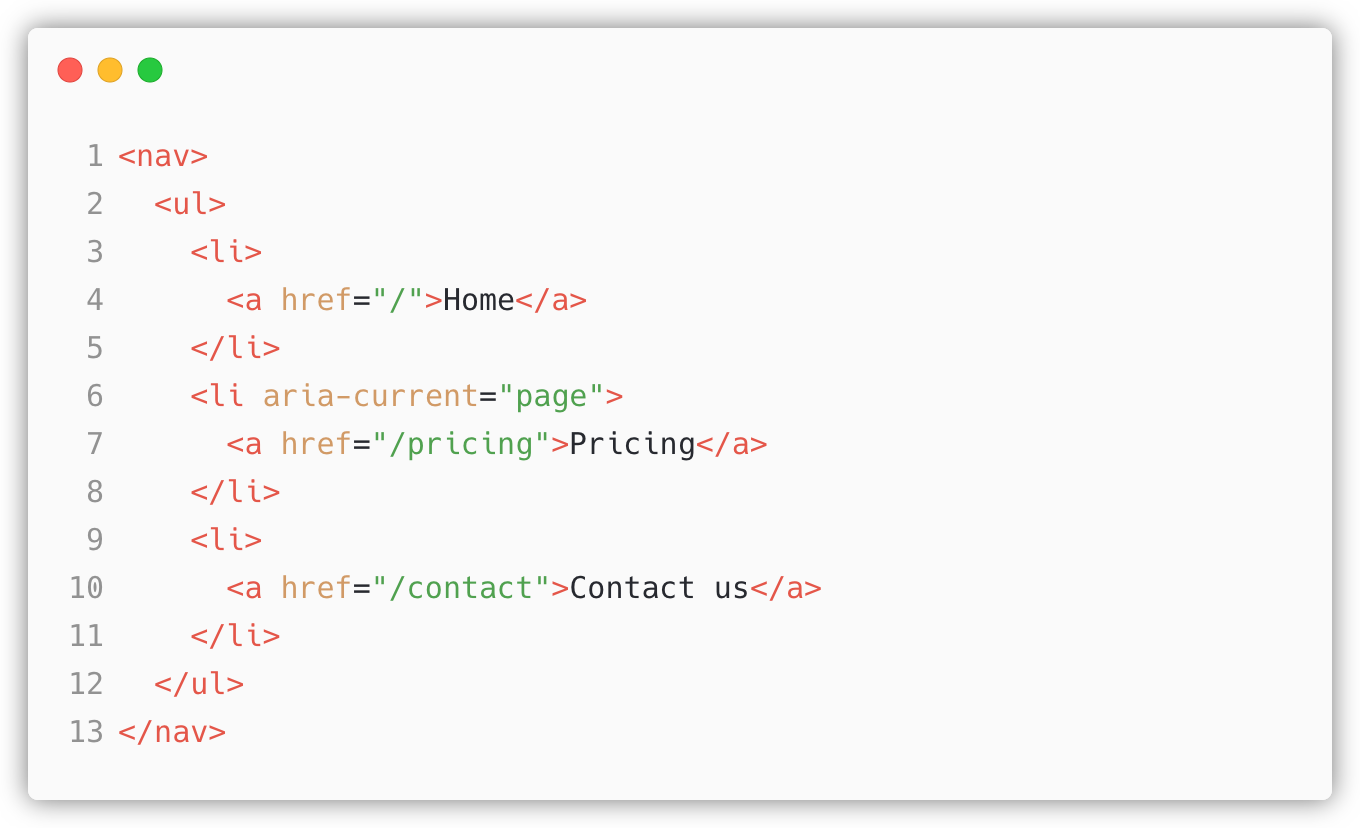 1 <nav>
2   <ul>
3     <li>
4       <a href="/">Home</a>
5     </li>
6     <li aria-current="page">
7       <a href="/pricing">Pricing</a>
8     </li>
9     <li>
10       <a href="/contact">Contact us</a>
11     </li>
12   </ul>
13 </nav>